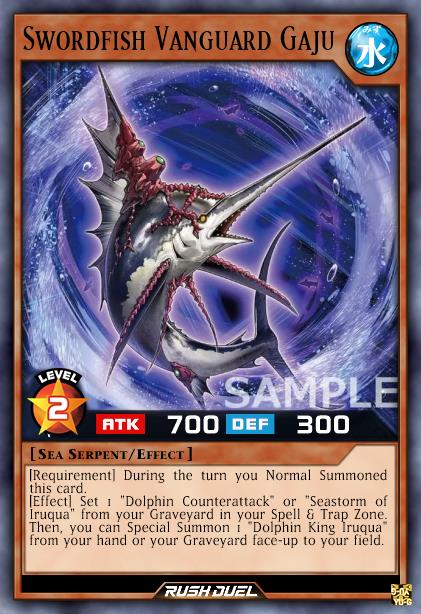 Swordfish Vanguard Gaju
みず
水
SAMPLE
LEVEL
2
ATK 700 DEF 300
[Sea Serpent/Effect]
[Requirement] During the turn you Normal Summoned
this card.
[Effect] Set 1 "Dolphin Counterattack" or "Seastorm of
Iruqua" from your Graveyard in your Spell & Trap Zone.
Then, you can Special Summon 1 "Dolphin King Iruqua"
from your hand or your Graveyard face-up to your field.
RUSH DUEL